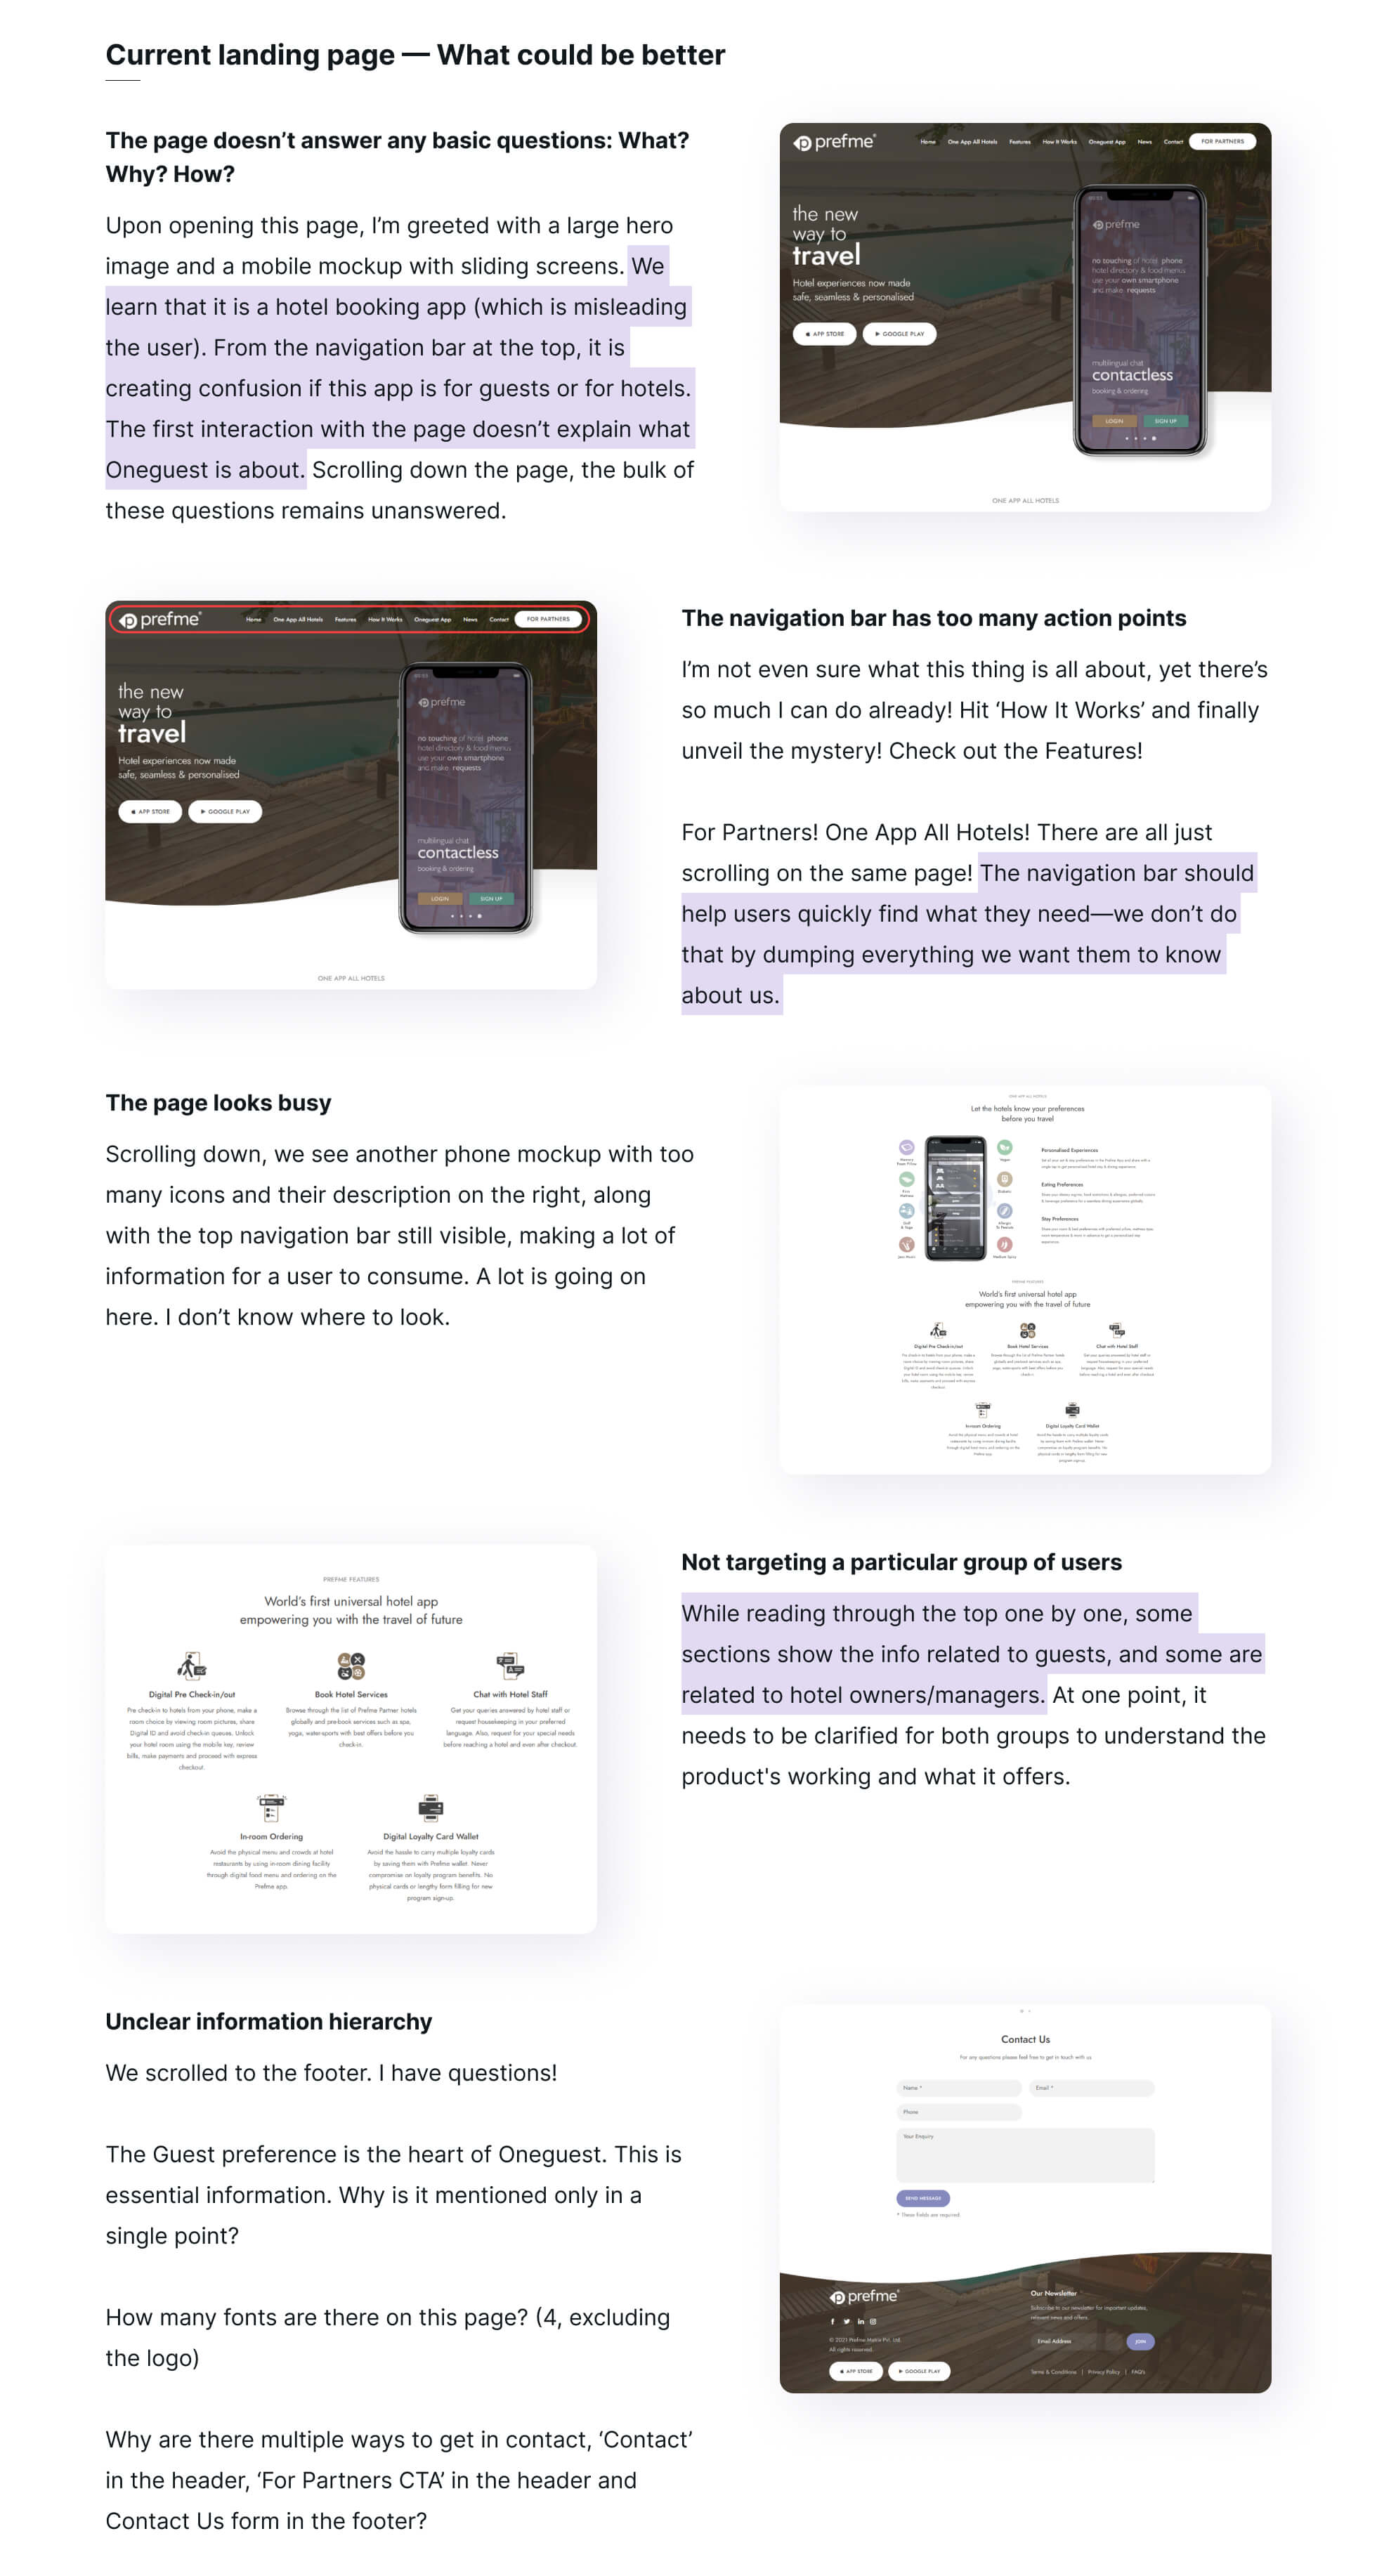 Current landing page — What could be better
The page doesn’t answer any basic questions: What?
Why? How?
Upon opening this page, I’m greeted with a large hero
image and a mobile mockup with sliding screens. We
learn that it is a hotel booking app (which is misleading
the user). From the navigation bar at the top, it is
creating confusion if this app is for guests or for hotels.
The first interaction with the page doesn’t explain what
Oneguest is about. Scrolling down the page, the bulk of
these questions remains unanswered.
prefme
Home One App All Hotels Features How It Works Oneguest App News Contact FOR PARTNERS
the new
way to
travel
Hotel experiences now made
safe, seamless & personalised
APP STORE GOOGLE PLAY
prefme
no touching of hotels phone
hotel directory & food menus
use your own smartphone
and make requests
multilingual chat
contactless
booking & ordering
LOGIN SIGN UP
ONE APP ALL HOTELS
prefme
Home One App All Hotels Features How It Works Oneguest App News Contact FOR PARTNERS
the new
way to
travel
Hotel experiences now made
safe, seamless & personalised
APP STORE GOOGLE PLAY
prefme
no touching of hotels phone
hotel directory & food menus
use your own smartphone
and make requests
multilingual chat
contactless
booking & ordering
LOGIN SIGN UP
ONE APP ALL HOTELS
The navigation bar has too many action points
I’m not even sure what this thing is all about, yet there’s
so much I can do already! Hit ‘How It Works’ and finally
unveil the mystery! Check out the Features!
For Partners! One App All Hotels! There are all just
scrolling on the same page! The navigation bar should
help users quickly find what they need—we don’t do
that by dumping everything we want them to know
about us.
The page looks busy
Scrolling down, we see another phone mockup with too
many icons and their description on the right, along
with the top navigation bar still visible, making a lot of
information for a user to consume. A lot is going on
here. I don’t know where to look.
ONE APP ALL HOTELS
Let the hotels know your preferences
before you travel
Vegan
Diabetic
Medium Spicy
Jazz Music
Personalised Experiences
Eating Preferences
Stay Preferences
PREFME FEATURES
World’s first universal hotel app
empowering you with the travel of future
Digital Pre Check-in/out
Book Hotel Services
Chat with Hotel Staff
In-room Ordering
Digital Loyalty Card Wallet
PREFME FEATURES
World’s first universal hotel app
empowering you with the travel of future
Digital Pre Check-in/out
Pre check-in to hotels from your phone, make a
room choice by viewing room pictures, share
Digital ID and avoid check-in queues. Unlock
your hotel room using the mobile key, review
bills, make payments and proceed with express
checkout.
Book Hotel Services
Browse through the list of Prefme Partner hotels
globally and pre-book services such as spa,
yoga, water-sports with best offers before you
check-in.
Chat with Hotel Staff
Get your queries answered by hotel staff or
request housekeeping in your preferred
language. Also, request for your special needs
before reaching a hotel and even after checkout.
In-room Ordering
Avoid the physical menu and crowds at hotel
restaurants by using in-room dining facility
through digital food menu and ordering on the
Prefme app.
Digital Loyalty Card Wallet
Avoid the hassle to carry multiple loyalty cards
by saving them with Prefme wallet. Never
compromise on loyalty program benefits. No
physical cards or lengthy form filling for new
program sign-up.
Not targeting a particular group of users
While reading through the top one by one, some
sections show the info related to guests, and some are
related to hotel owners/managers. At one point, it
needs to be clarified for both groups to understand the
product's working and what it offers.
Unclear information hierarchy
We scrolled to the footer. I have questions!
The Guest preference is the heart of Oneguest. This is
essential information. Why is it mentioned only in a
single point?
How many fonts are there on this page? (4, excluding
the logo)
Why are there multiple ways to get in contact, ‘Contact’
in the header, ‘For Partners CTA’ in the header and
Contact Us form in the footer?
Contact Us
For any questions please feel free to get in touch with us
Name * Email *
Phone
Your Enquiry
SEND MESSAGE
* These fields are required.
prefme
© 2021 Prefme Matrix Pvt. Ltd.
All rights reserved.
APP STORE GOOGLE PLAY
Our Newsletter
Subscribe to our newsletter for important updates,
relevant news and offers.
Email Address JOIN
Terms & Conditions | Privacy Policy | FAQ's